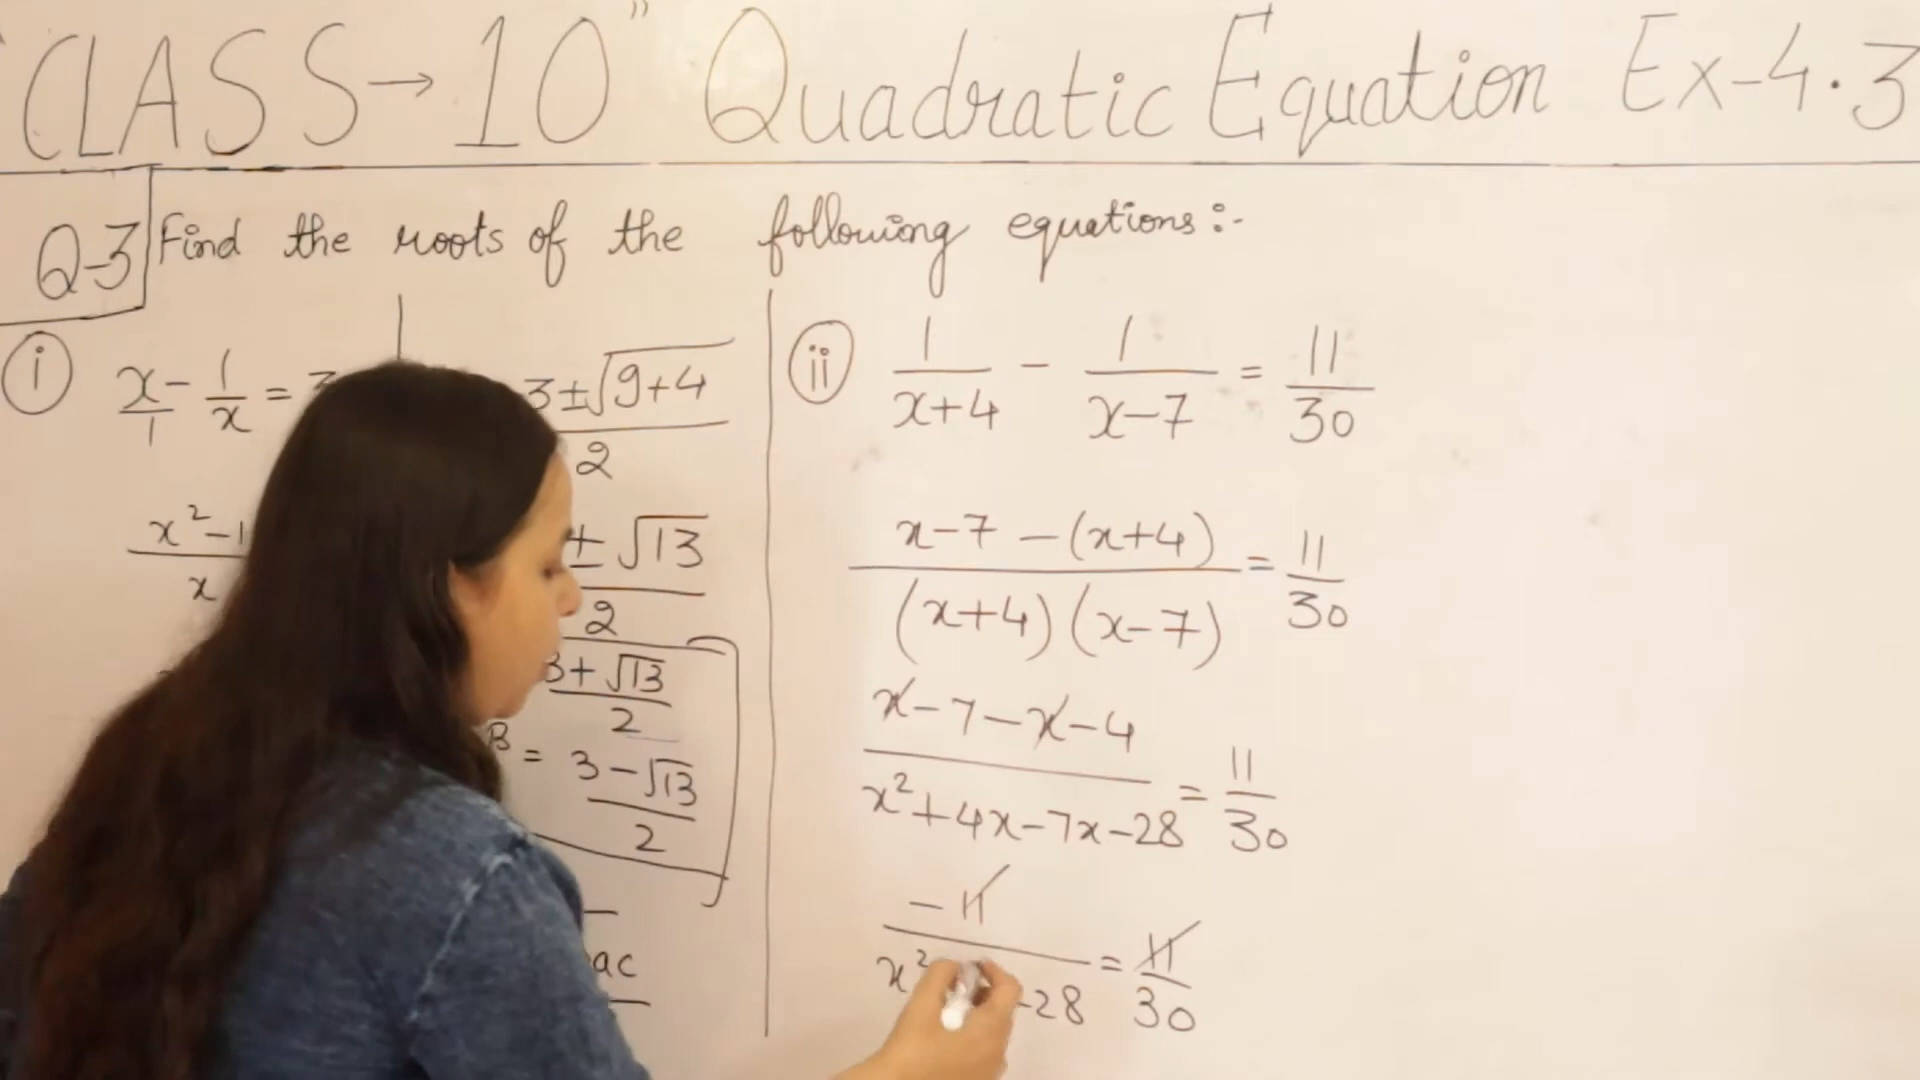 "CLASS → 10" Quadratic Equation Ex-4.3
Q-3 Find the roots of the following equations :-
(i) x/1 - 1/x = 3
x² - 1
x
3 ± √9+4
2
± √13
2
3 + √13
2
B = 3 - √13
2
ac
(ii) 1/x+4 - 1/x-7 = 11/30
x-7 - (x+4) / (x+4) (x-7) = 11/30
x - 7 - x - 4 / x² + 4x - 7x - 28 = 11/30
-11 / x² -28 = 11/30